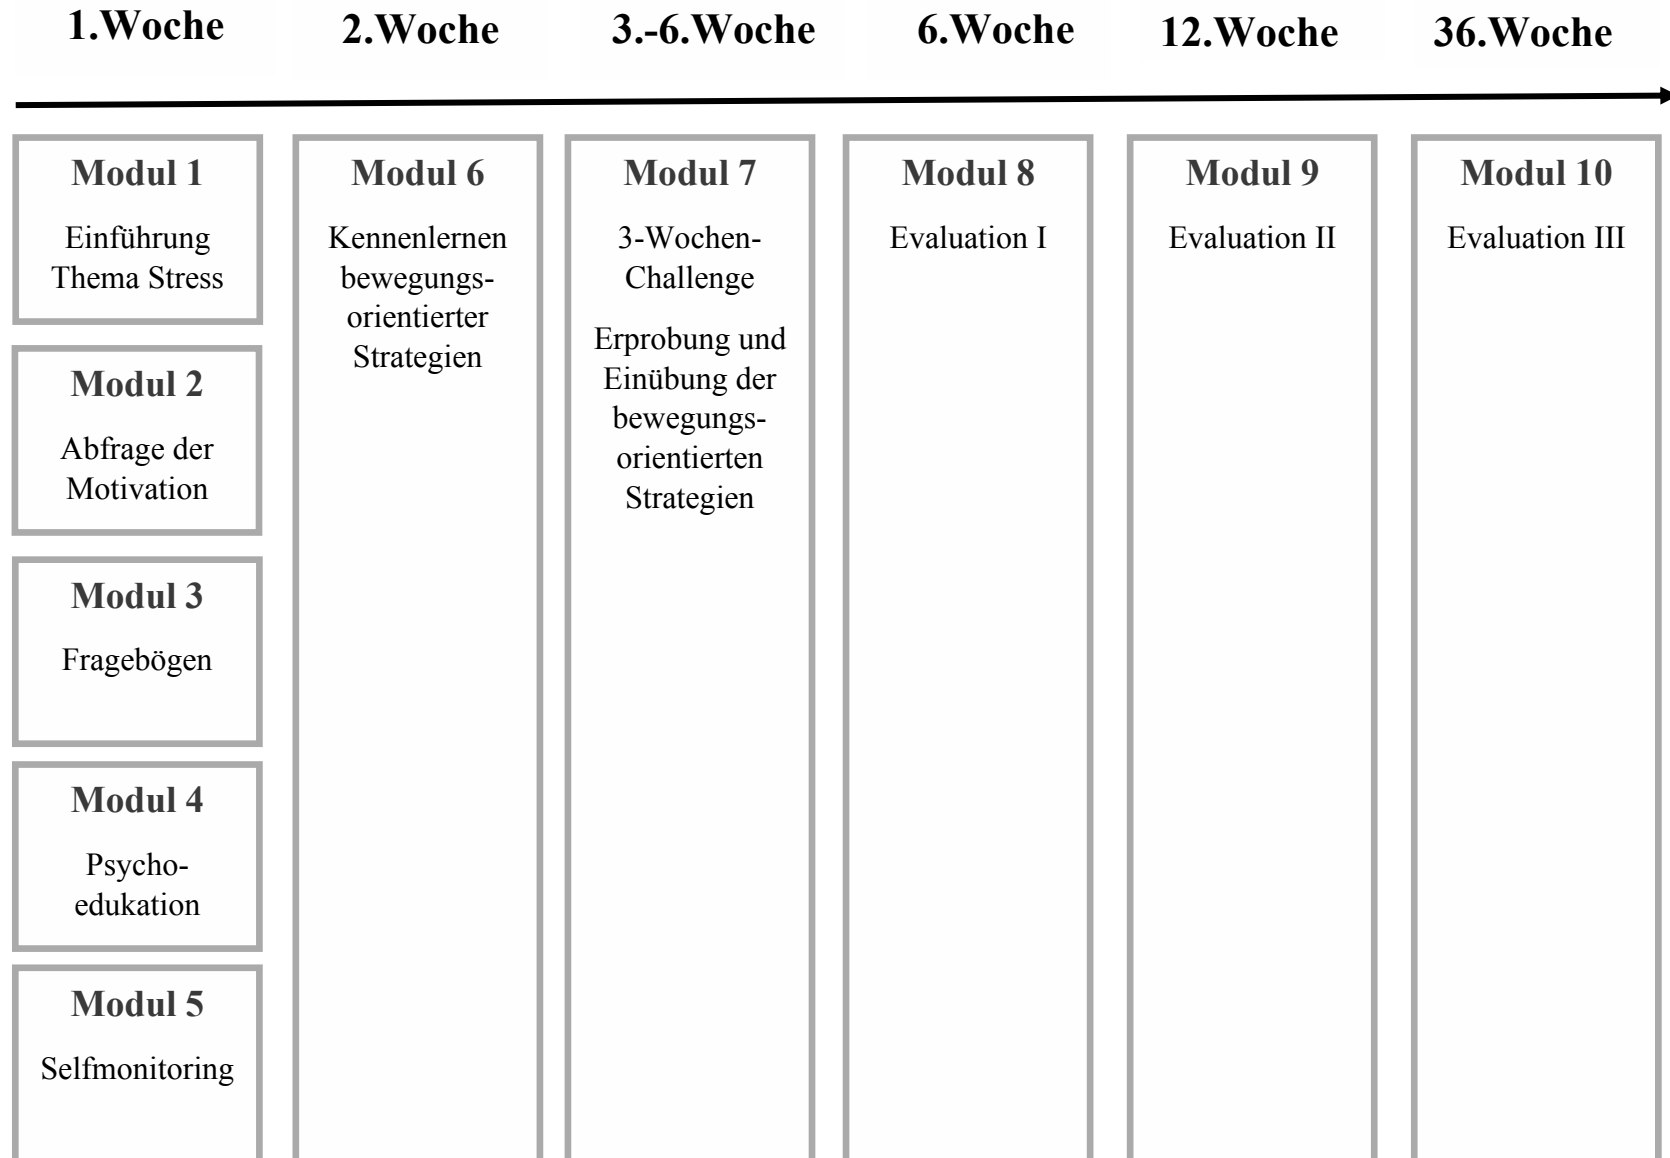 1.Woche
2.Woche
3.-6.Woche
6.Woche
12.Woche
36.Woche
Modul 1
Einführung
Thema Stress
Modul 2
Abfrage der
Motivation
Modul 3
Fragebögen
Modul 4
Psycho-
edukation
Modul 5
Selfmonitoring
Modul 6
Kennenlernen
bewegungs-
orientierter
Strategien
Modul 7
3-Wochen-
Challenge
Erprobung und
Einübung der
bewegungs-
orientierten
Strategien
Modul 8
Evaluation I
Modul 9
Evaluation II
Modul 10
Evaluation III